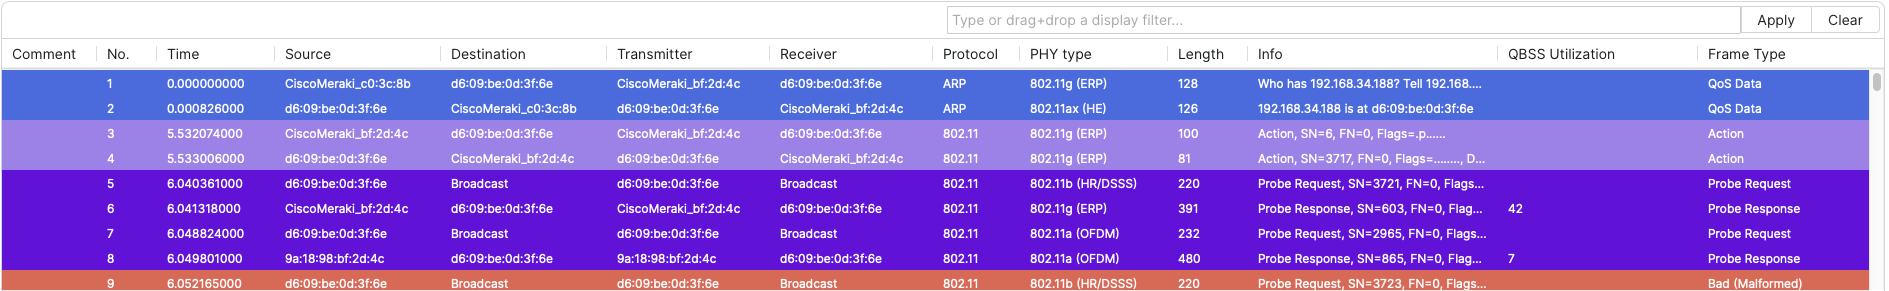 Type or drag+drop a display filter... Apply Clear
Comment No. Time Source Destination Transmitter Receiver Protocol PHY type Length Info QBSS Utilization Frame Type
1 0.000000000 CiscoMeraki_c0:3c:8b d6:09:be:0d:3f:6e CiscoMeraki_bf:2d:4c d6:09:be:0d:3f:6e ARP 802.11g (ERP) 128 Who has 192.168.34.188? Tell 192.168.... QoS Data
2 0.000826000 d6:09:be:0d:3f:6e CiscoMeraki_c0:3c:8b d6:09:be:0d:3f:6e CiscoMeraki_bf:2d:4c ARP 802.11ax (HE) 126 192.168.34.188 is at d6:09:be:0d:3f:6e QoS Data
3 5.532074000 CiscoMeraki_bf:2d:4c d6:09:be:0d:3f:6e CiscoMeraki_bf:2d:4c d6:09:be:0d:3f:6e 802.11 802.11g (ERP) 100 Action, SN=6, FN=0, Flags=.p...... Action
4 5.533006000 d6:09:be:0d:3f:6e CiscoMeraki_bf:2d:4c d6:09:be:0d:3f:6e CiscoMeraki_bf:2d:4c 802.11 802.11g (ERP) 81 Action, SN=3717, FN=0, Flags=........, D... Action
5 6.040361000 d6:09:be:0d:3f:6e Broadcast d6:09:be:0d:3f:6e Broadcast 802.11 802.11b (HR/DSSS) 220 Probe Request, SN=3721, FN=0, Flags... Probe Request
6 6.041318000 CiscoMeraki_bf:2d:4c d6:09:be:0d:3f:6e CiscoMeraki_bf:2d:4c d6:09:be:0d:3f:6e 802.11 802.11g (ERP) 391 Probe Response, SN=603, FN=0, Flag... 42 Probe Response
7 6.048824000 d6:09:be:0d:3f:6e Broadcast d6:09:be:0d:3f:6e Broadcast 802.11 802.11a (OFDM) 232 Probe Request, SN=2965, FN=0, Flags... Probe Request
8 6.049801000 9a:18:98:bf:2d:4c d6:09:be:0d:3f:6e 9a:18:98:bf:2d:4c d6:09:be:0d:3f:6e 802.11 802.11a (OFDM) 480 Probe Response, SN=865, FN=0, Flag... 7 Probe Response
9 6.052165000 d6:09:be:0d:3f:6e Broadcast d6:09:be:0d:3f:6e Broadcast 802.11 802.11b (HR/DSSS) 220 Probe Request, SN=3723, FN=0, Flags... Bad (Malformed)